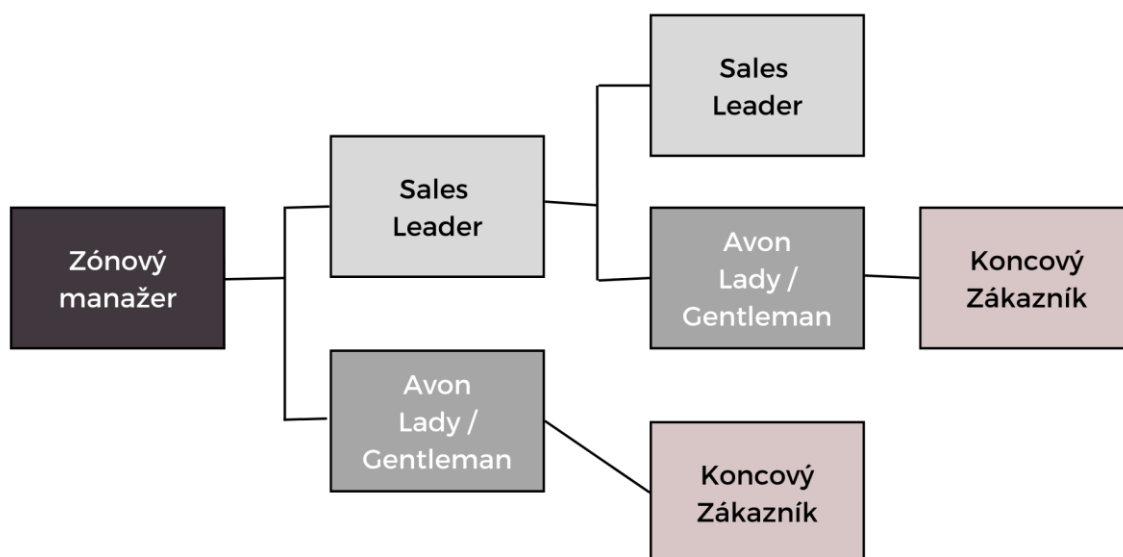 Zónový
manažer
Sales
Leader
Avon
Lady /
Gentleman
Sales
Leader
Avon
Lady /
Gentleman
Koncový
Zákazník
Koncový
Zákazník